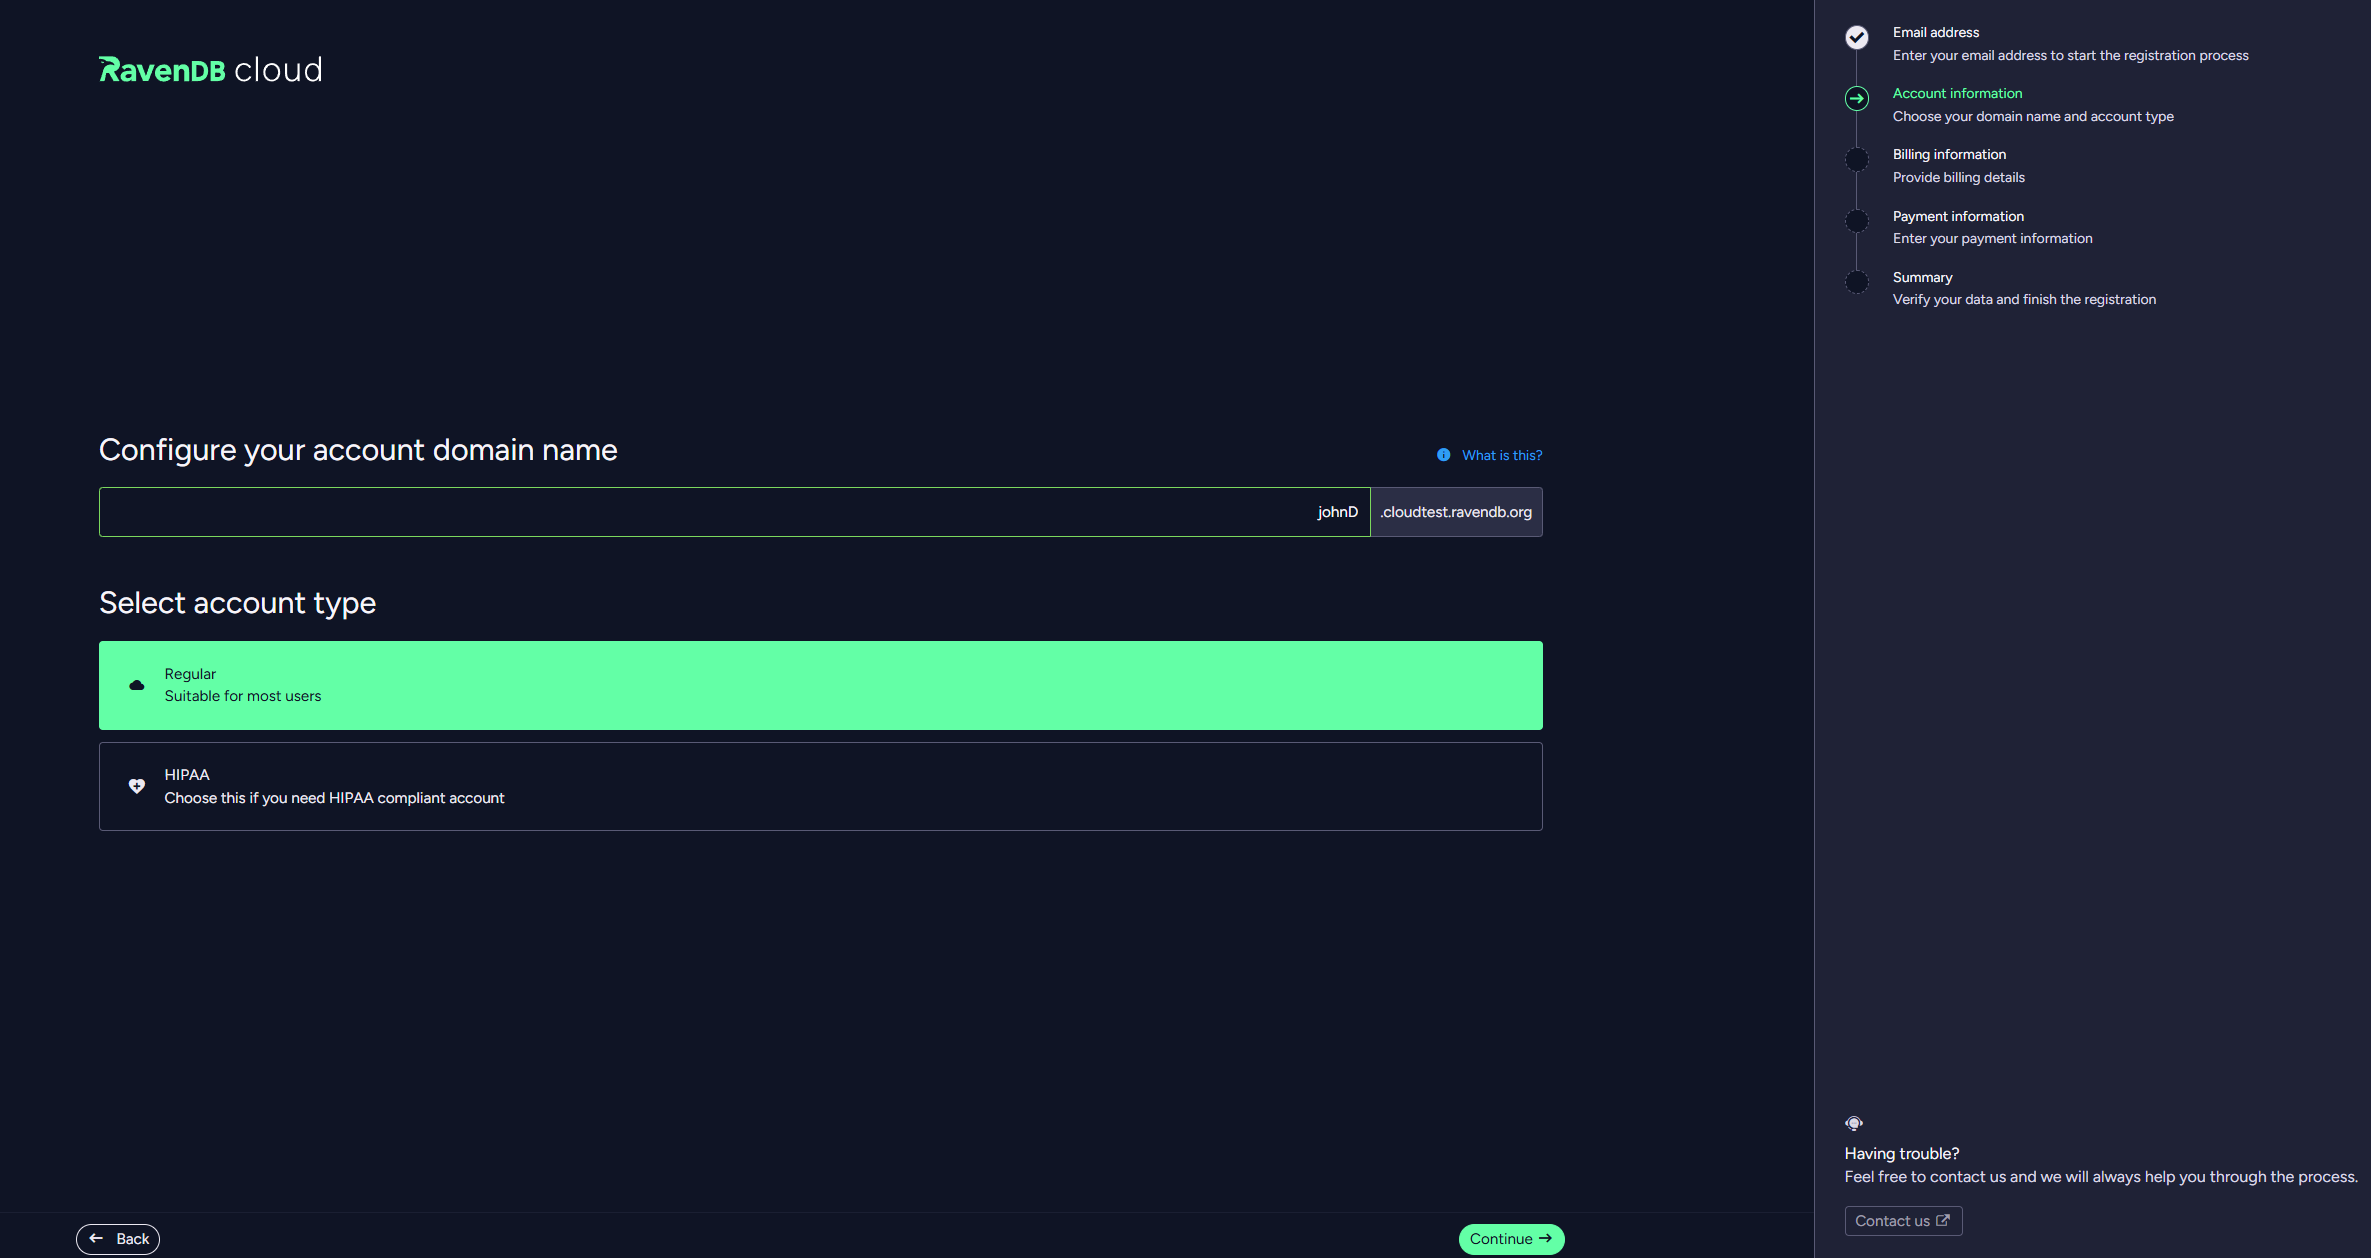 RavenDB cloud
Configure your account domain name
What is this?
johnD
.cloudtest.ravendb.org
Select account type
Regular
Suitable for most users
HIPAA
Choose this if you need HIPAA compliant account
Back
Continue
Email address
Enter your email address to start the registration process
Account information
Choose your domain name and account type
Billing information
Provide billing details
Payment information
Enter your payment information
Summary
Verify your data and finish the registration
Having trouble?
Feel free to contact us and we will always help you through the process.
Contact us